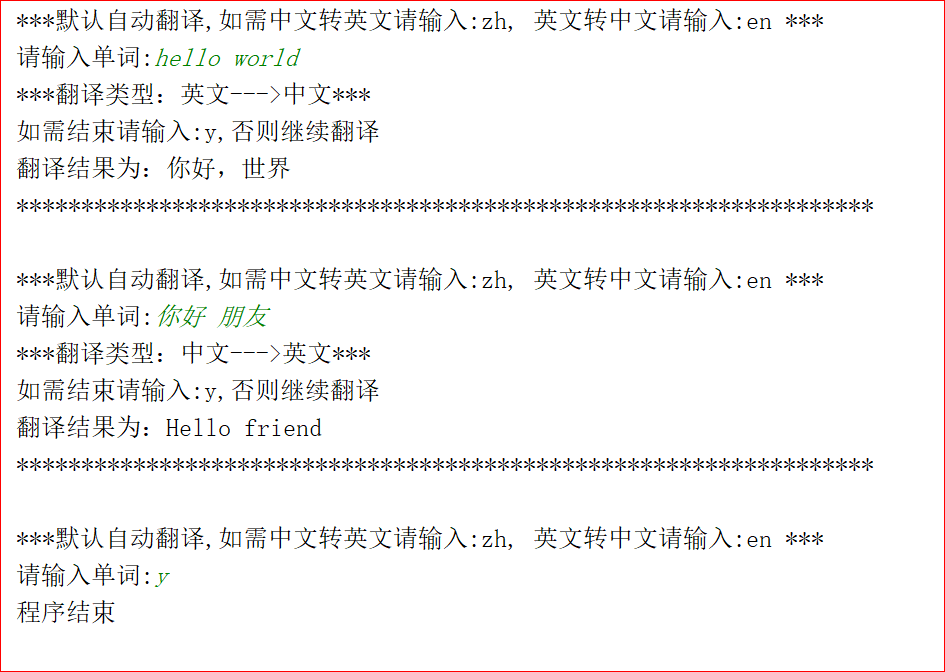 ***默认自动翻译,如需中文转英文请输入:zh, 英文转中文请输入:en ***
请输入单词:hello world
***翻译类型：英文--->中文***
如需结束请输入:y,否则继续翻译
翻译结果为：你好，世界
******************************************************************
***默认自动翻译,如需中文转英文请输入:zh, 英文转中文请输入:en ***
请输入单词:你好 朋友
***翻译类型：中文--->英文***
如需结束请输入:y,否则继续翻译
翻译结果为：Hello friend
******************************************************************
***默认自动翻译,如需中文转英文请输入:zh, 英文转中文请输入:en ***
请输入单词:y
程序结束